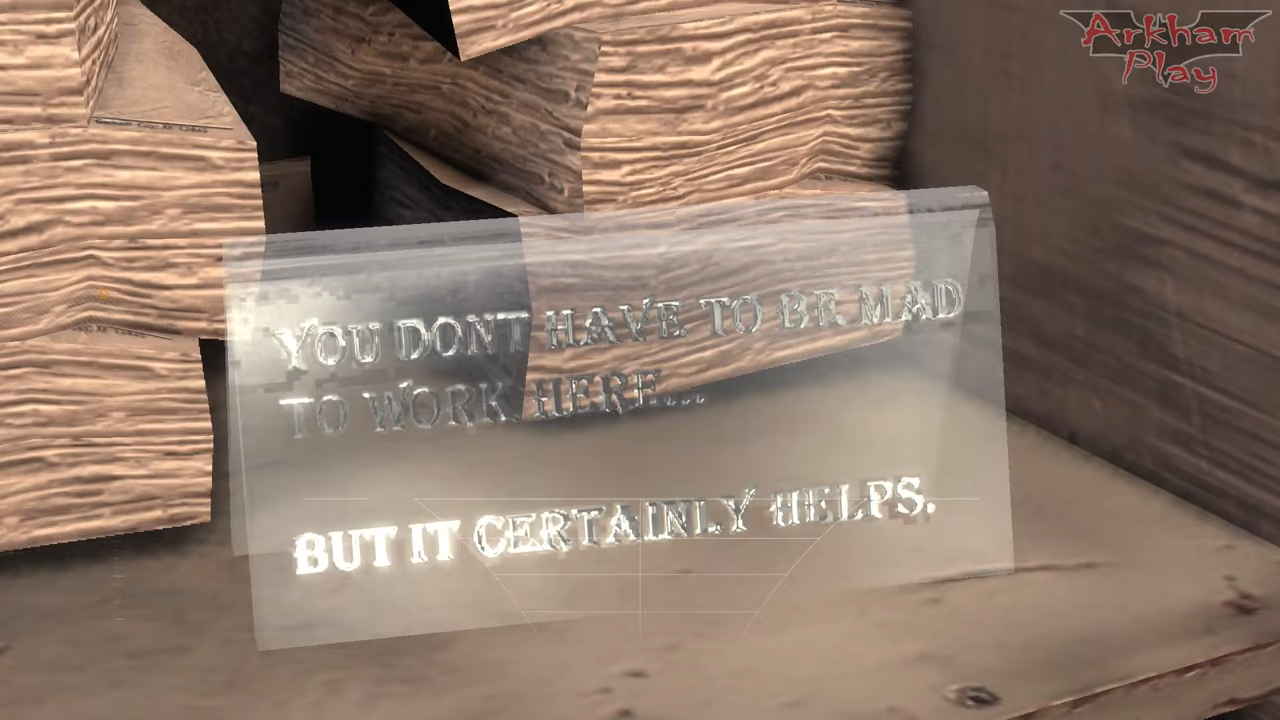 Arkham
Play
YOU DONT HAVE TO BE MAD
TO WORK HERE...
BUT IT CERTAINLY HELPS.